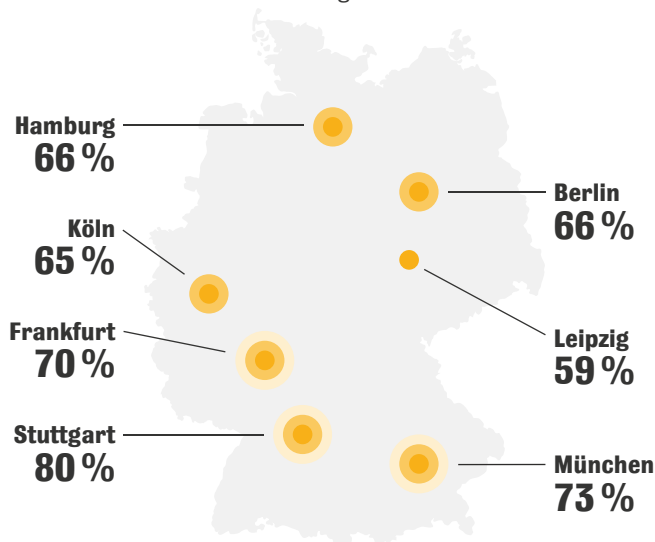 Hamburg
66 %
Berlin
66 %
Köln
65 %
Frankfurt
70 %
Leipzig
59 %
Stuttgart
80 %
München
73 %